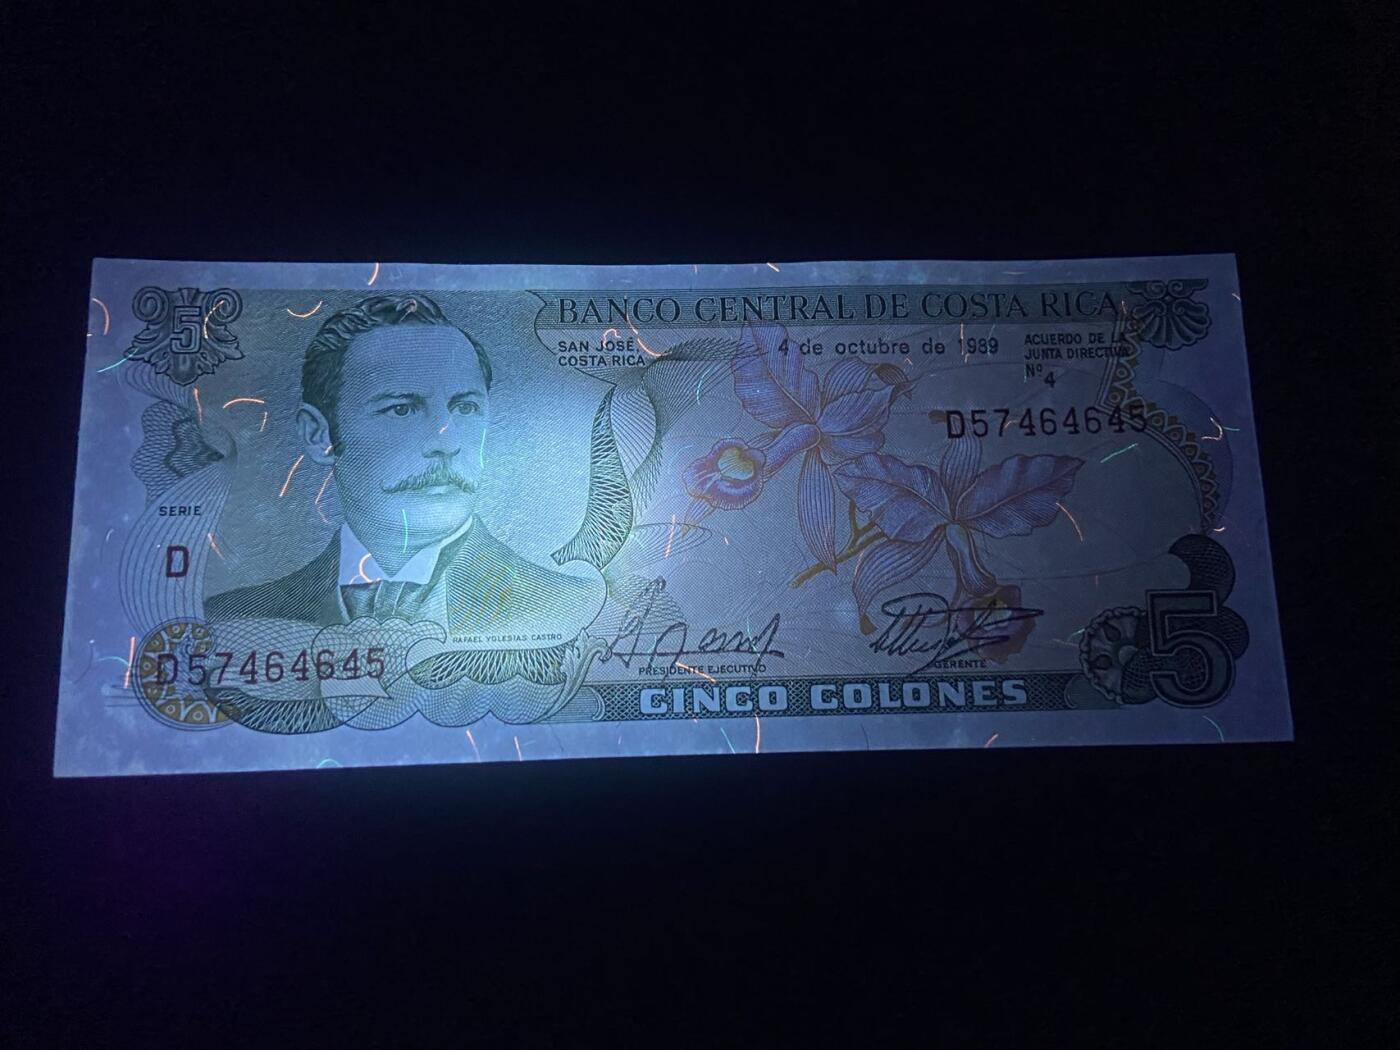 5
BANCO CENTRAL DE COSTA RICA
SAN JOSÉ,
COSTA RICA
4 de octubre de 1989
ACUERDO DE LA
JUNTA DIRECTIVA
Nº 4
D57464645
SERIE
D
RAFAEL YGLESIAS CASTRO
D57464645
PRESIDENTE EJECUTIVO
GERENTE
CINCO COLONES
5